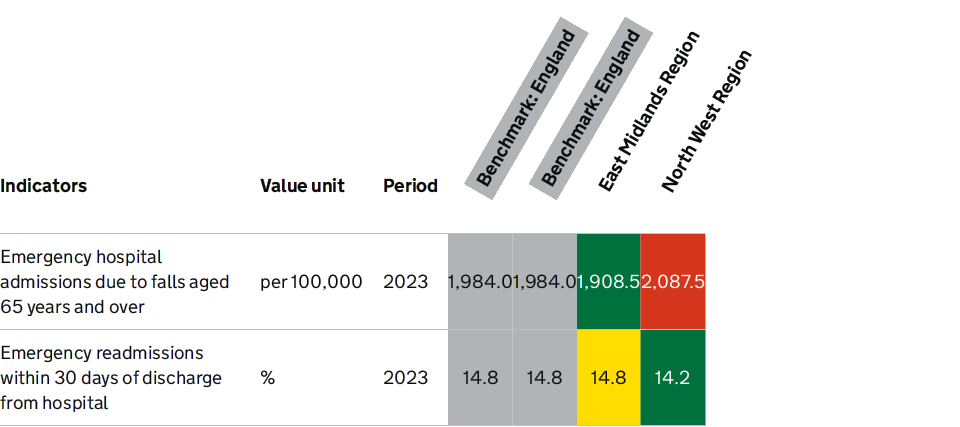 Indicators Value unit Period Benchmark: England Benchmark: England East Midlands Region North West Region
Emergency hospital
admissions due to falls aged per 100,000 2023 1,984.0 1,984.0 1,908.5 2,087.5
65 years and over
Emergency readmissions
within 30 days of discharge % 2023 14.8 14.8 14.8 14.2
from hospital